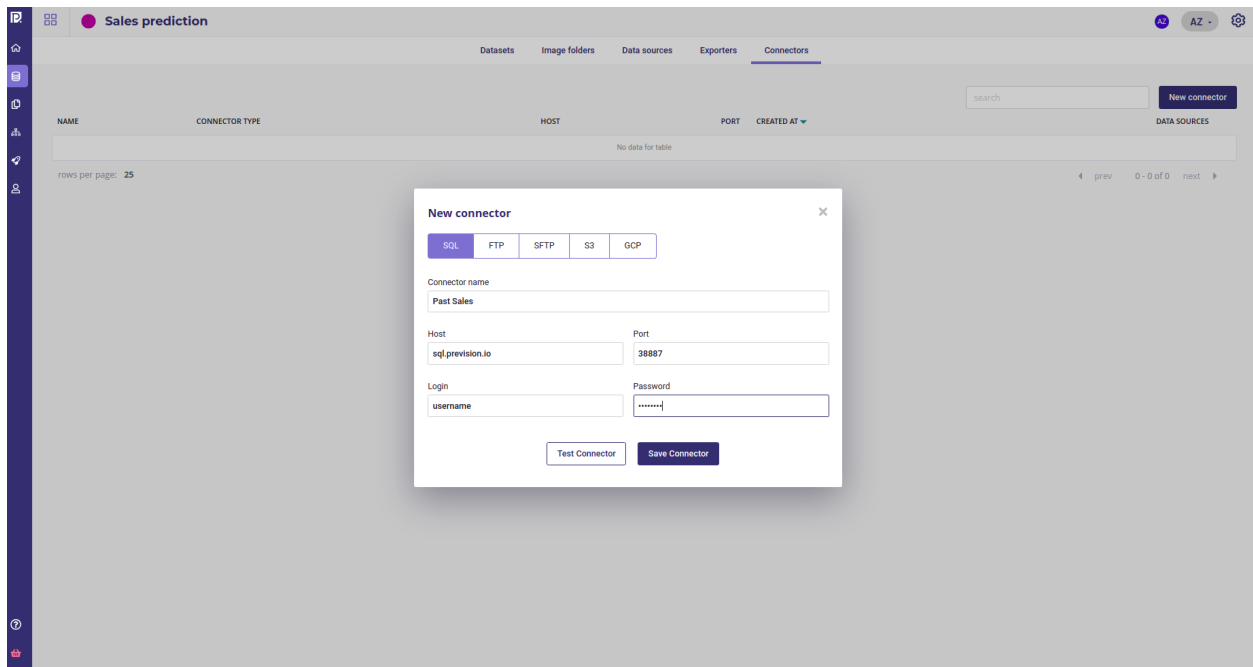 Sales prediction
AZ
AZ
Datasets Image folders Data sources Exporters Connectors
search
New connector
NAME CONNECTOR TYPE HOST PORT CREATED AT DATA SOURCES
No data for table
rows per page: 25
prev 0 - 0 of 0 next
New connector
SQL FTP SFTP S3 GCP
Connector name
Past Sales
Host Port
sql.prevision.io 38887
Login Password
username ••••••••
Test Connector Save Connector